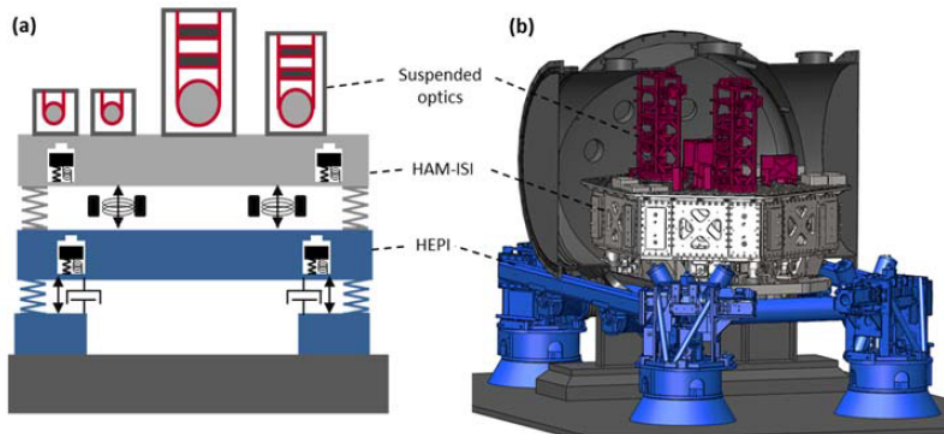 (a)
(b)
Suspended
optics
HAM-ISI
HEPI